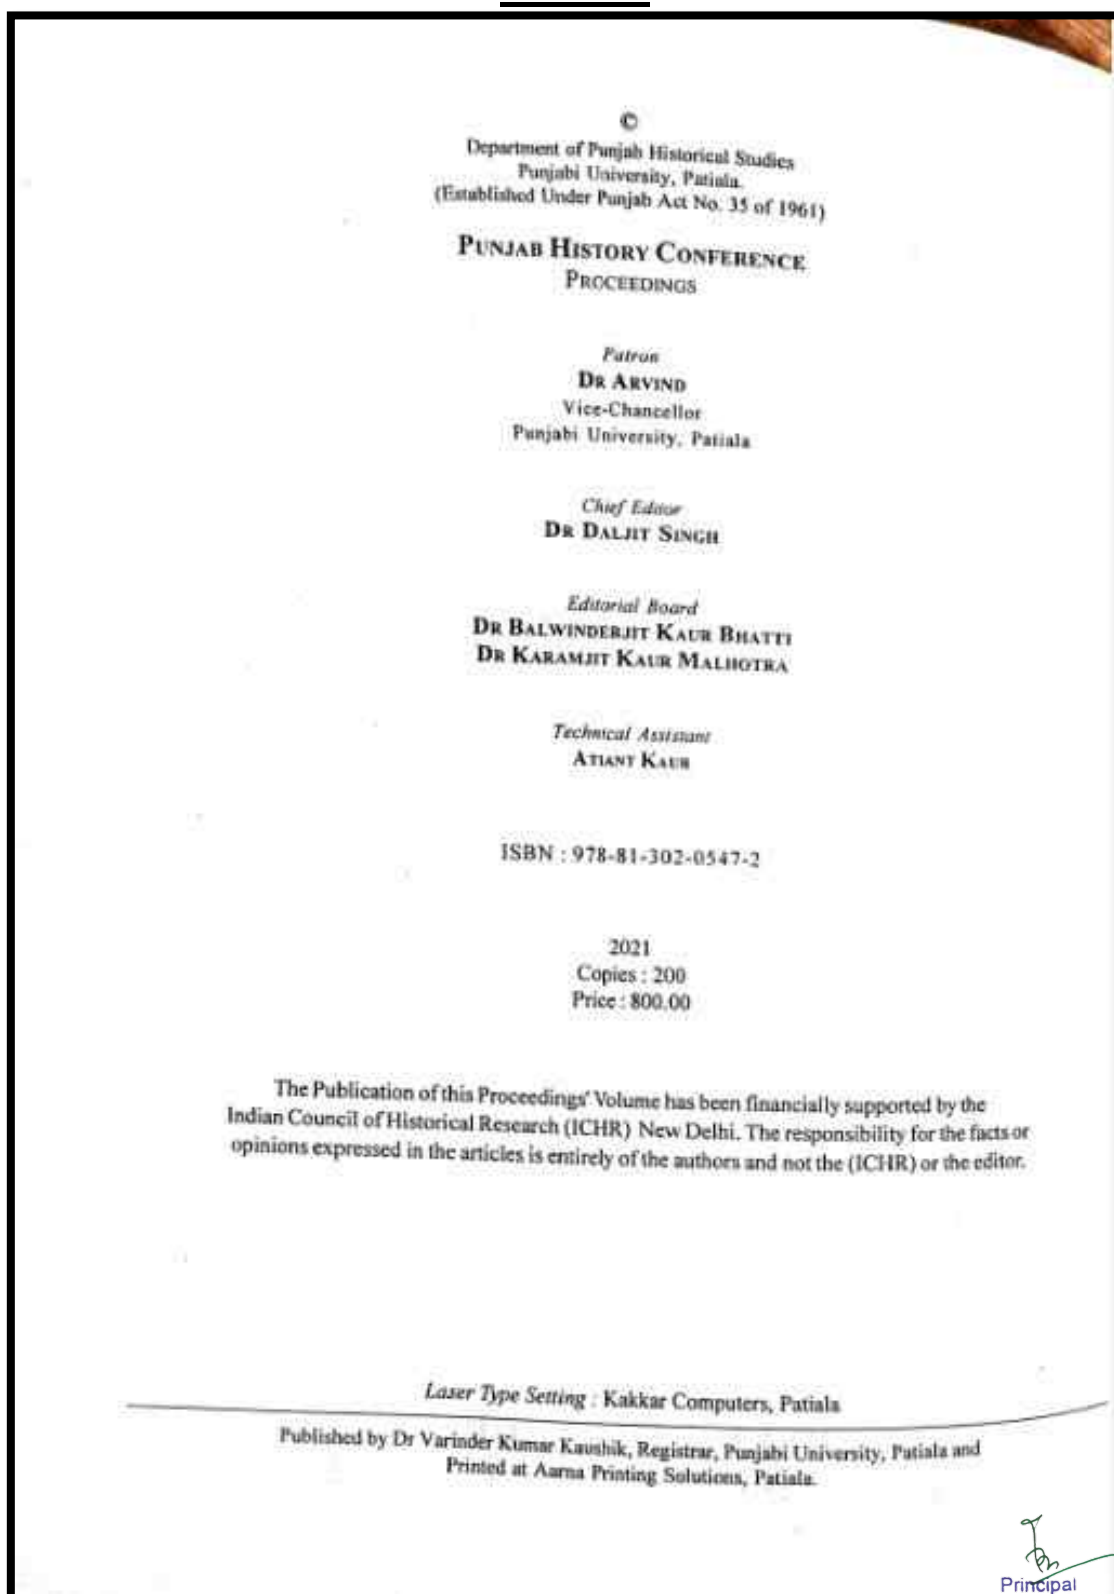 ©
Department of Punjab Historical Studies
Punjabi University, Patiala.
(Established Under Punjab Act No. 35 of 1961)
PUNJAB HISTORY CONFERENCE
PROCEEDINGS
Patron
DR ARVIND
Vice-Chancellor
Punjabi University, Patiala
Chief Editor
DR DALJIT SINGH
Editorial Board
DR BALWINDERJIT KAUR BHATTI
DR KARAMJIT KAUR MALHOTRA
Technical Assistant
ATIANT KAUR
ISBN : 978-81-302-0547-2
2021
Copies : 200
Price : 800.00
The Publication of this Proceedings' Volume has been financially supported by the
Indian Council of Historical Research (ICHR) New Delhi. The responsibility for the facts or
opinions expressed in the articles is entirely of the authors and not the (ICHR) or the editor.
Laser Type Setting : Kakkar Computers, Patiala
Published by Dr Varinder Kumar Kaushik, Registrar, Punjabi University, Patiala and
Printed at Aarna Printing Solutions, Patiala.
Principal